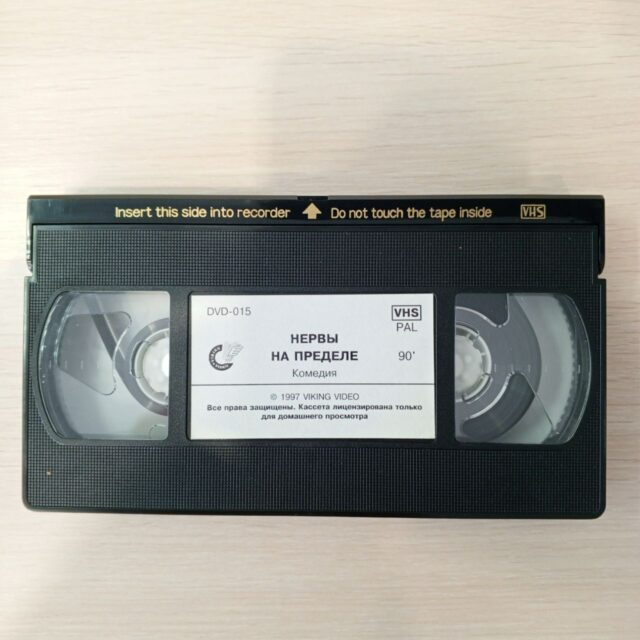 Insert this side into recorder Do not touch the tape inside VHS
DVD-015 VHS
PAL
НЕРВЫ
НА ПРЕДЕЛЕ 90'
Комедия
© 1997 VIKING VIDEO
Все права защищены. Кассета лицензирована только
для домашнего просмотра